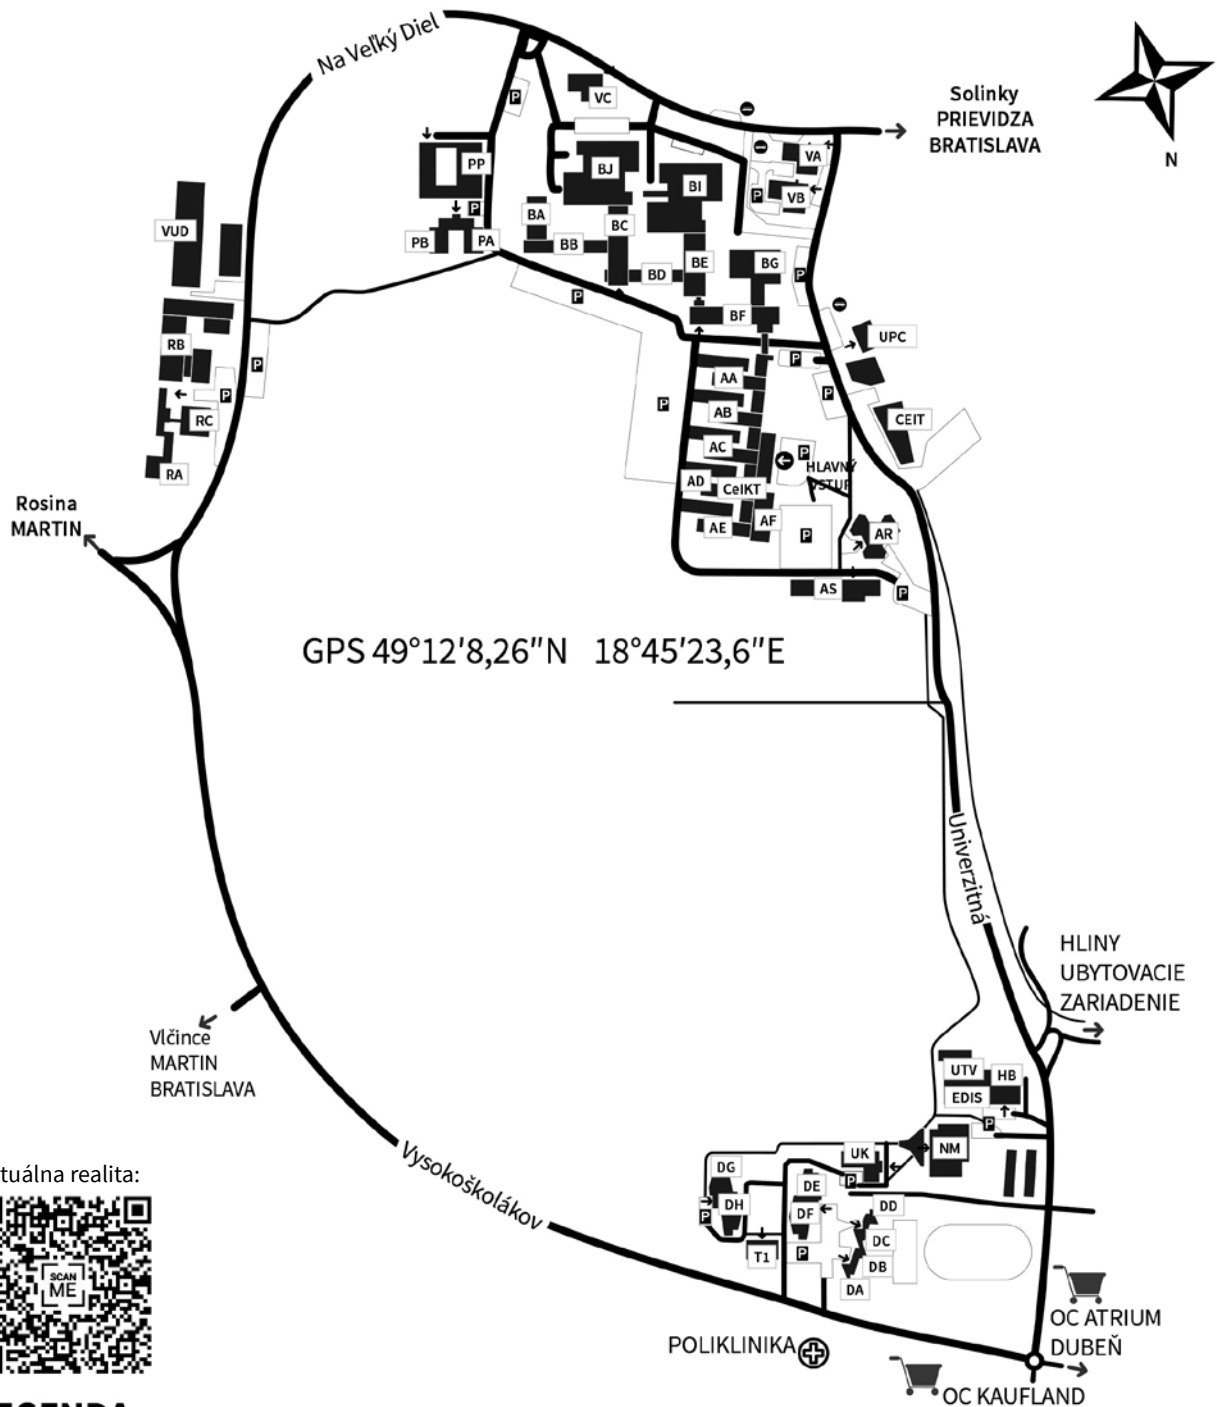 Na Veľký Diel
Solinky
PRIEVIDZA
BRATISLAVA
N
VC
P
PP
BJ
BI
VA
VB
P
P
PB
PA
BA
BB
BC
BD
BE
BG
P
BF
P
VUD
RB
P
P
RC
RA
UPC
P
P
P
AA
AB
AC
AD
CeIKT
AE
AF
P
HLAVNÝ
VSTUP
CEIT
P
AR
AS
P
Rosina
MARTIN
GPS 49°12'8,26"N 18°45'23,6"E
Univerzitná
HLINY
UBYTOVACIE
ZARIADENIE
Vlčince
MARTIN
BRATISLAVA
UTV
HB
EDIS
P
NM
UK
P
DG
DH
P
T1
DE
DF
P
DD
DC
DB
DA
Vysokoškolákov
tuálna realita:
SCAN
ME
OC ATRIUM
DUBEŇ
POLIKLINIKA
OC KAUFLAND